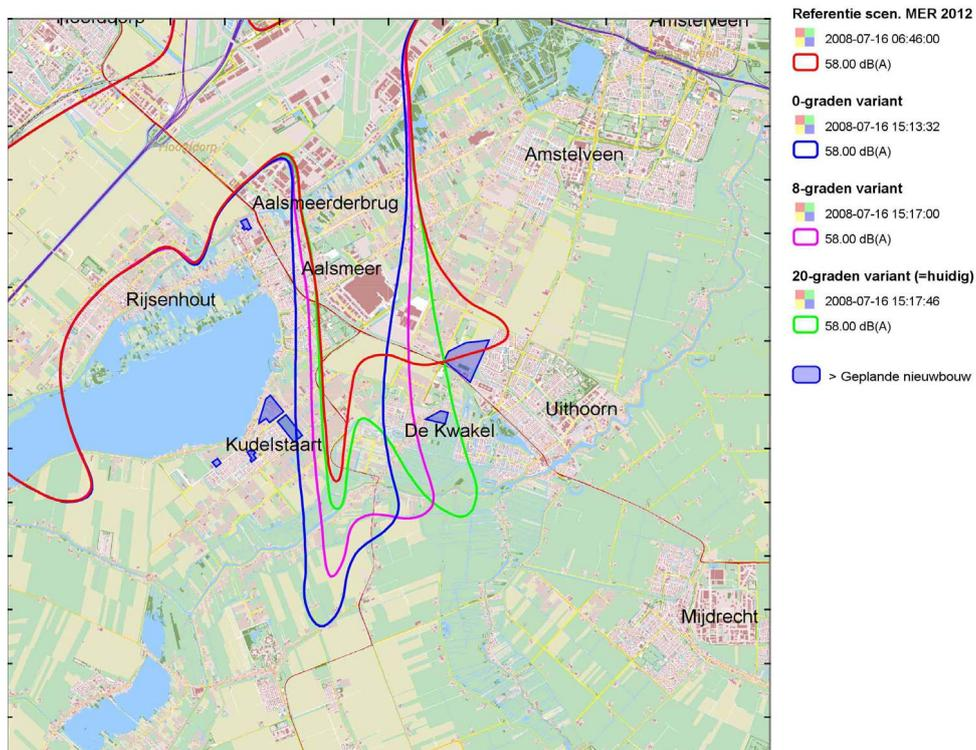 Amstelveen
Hoofddorp
Amstelveen
Aalsmeerderbrug
Aalsmeer
Rijsenhout
Uithoorn
De Kwakel
Kudelstaart
Mijdrecht
Referentie scen. MER 2012
2008-07-16 06:46:00
58.00 dB(A)
0-graden variant
2008-07-16 15:13:32
58.00 dB(A)
8-graden variant
2008-07-16 15:17:00
58.00 dB(A)
20-graden variant (=huidig)
2008-07-16 15:17:46
58.00 dB(A)
> Geplande nieuwbouw